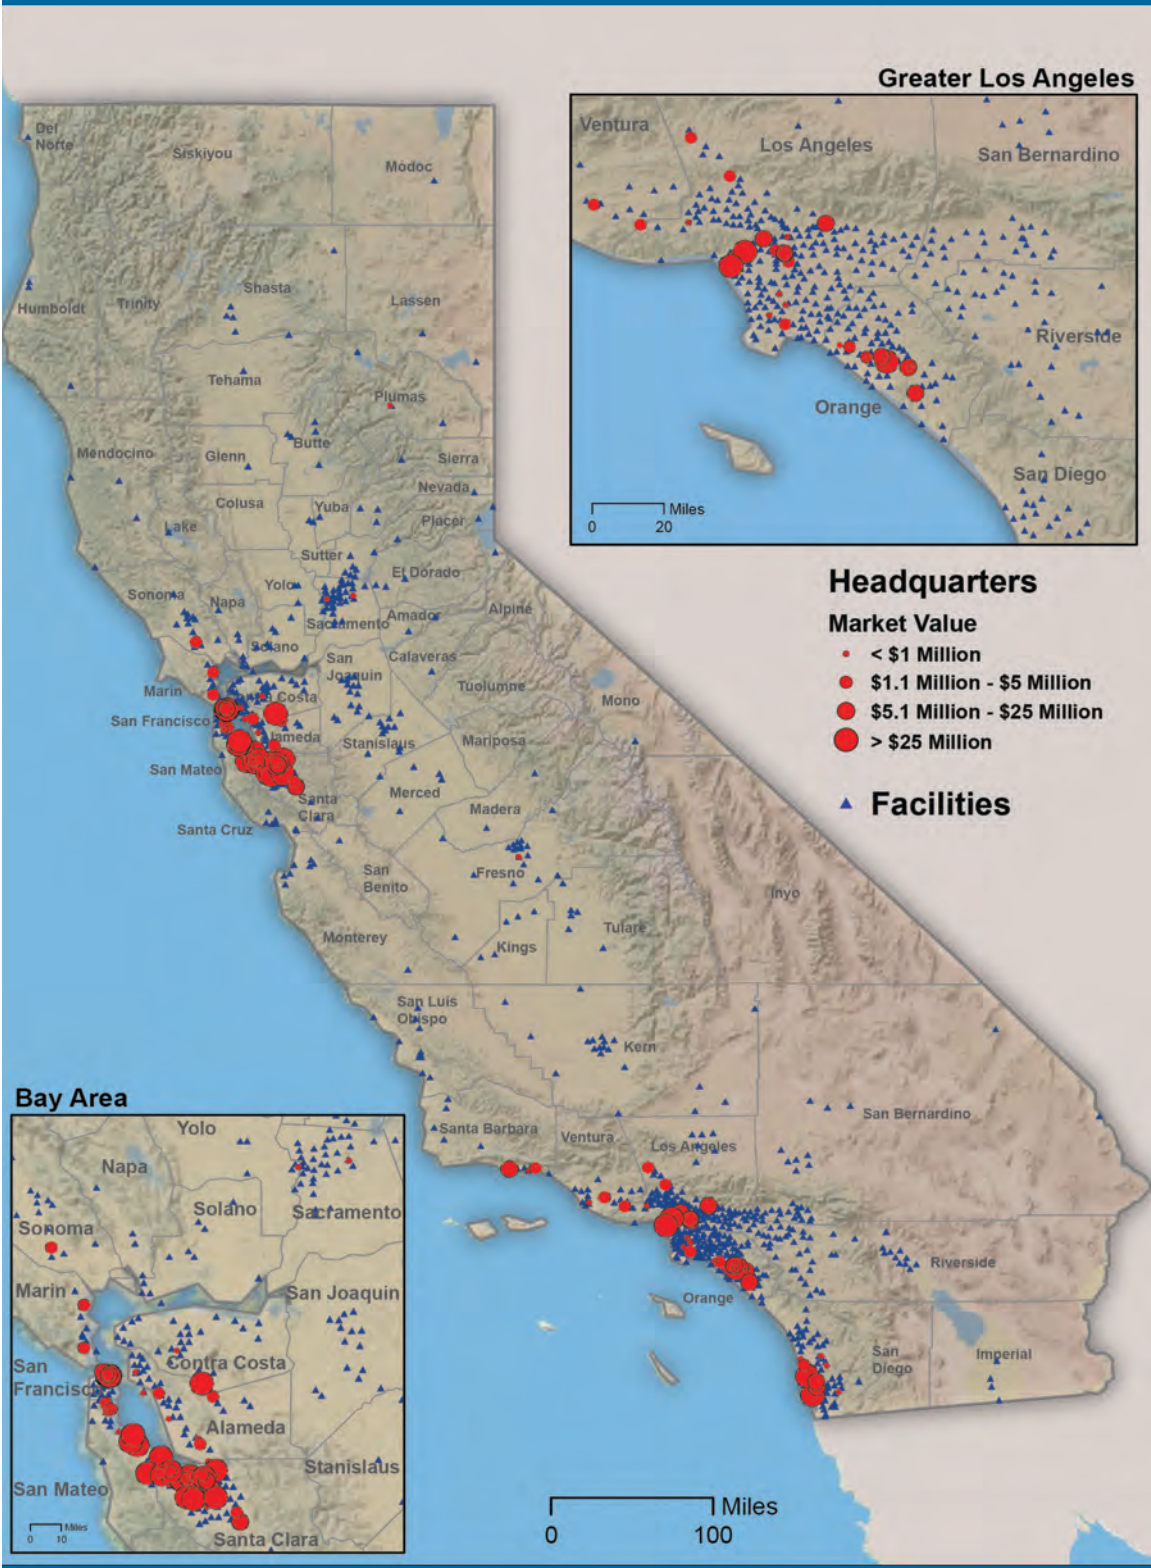 Greater Los Angeles
Ventura
Los Angeles
San Bernardino
Riverside
Orange
San Diego
Miles
0 20
Headquarters
Market Value
< $1 Million
$1.1 Million - $5 Million
$5.1 Million - $25 Million
> $25 Million
Facilities
Del
Norte
Siskiyou
Modoc
Humboldt
Trinity
Shasta
Lassen
Tehama
Plumas
Mendocino
Glenn
Butte
Sierra
Colusa
Yuba
Nevada
Lake
Placer
Sutter
Yolo
El Dorado
Sonoma
Napa
Sacramento
Amador
Alpine
Solano
San
Joaquin
Calaveras
Marin
Costa
Tuolumne
Mono
San Francisco
Alameda
Stanislaus
Mariposa
San Mateo
Santa
Clara
Merced
Madera
Santa Cruz
San
Benito
Fresno
Inyo
Monterey
Kings
Tulare
San Luis
Obispo
Kern
San Bernardino
Santa Barbara
Ventura
Los Angeles
Riverside
Orange
San
Diego
Imperial
Bay Area
Yolo
Napa
Solano
Sacramento
Sonoma
Marin
San Joaquin
San
Francisco
Contra Costa
Alameda
Stanislaus
San Mateo
Santa Clara
Miles
0 10
Miles
0 100